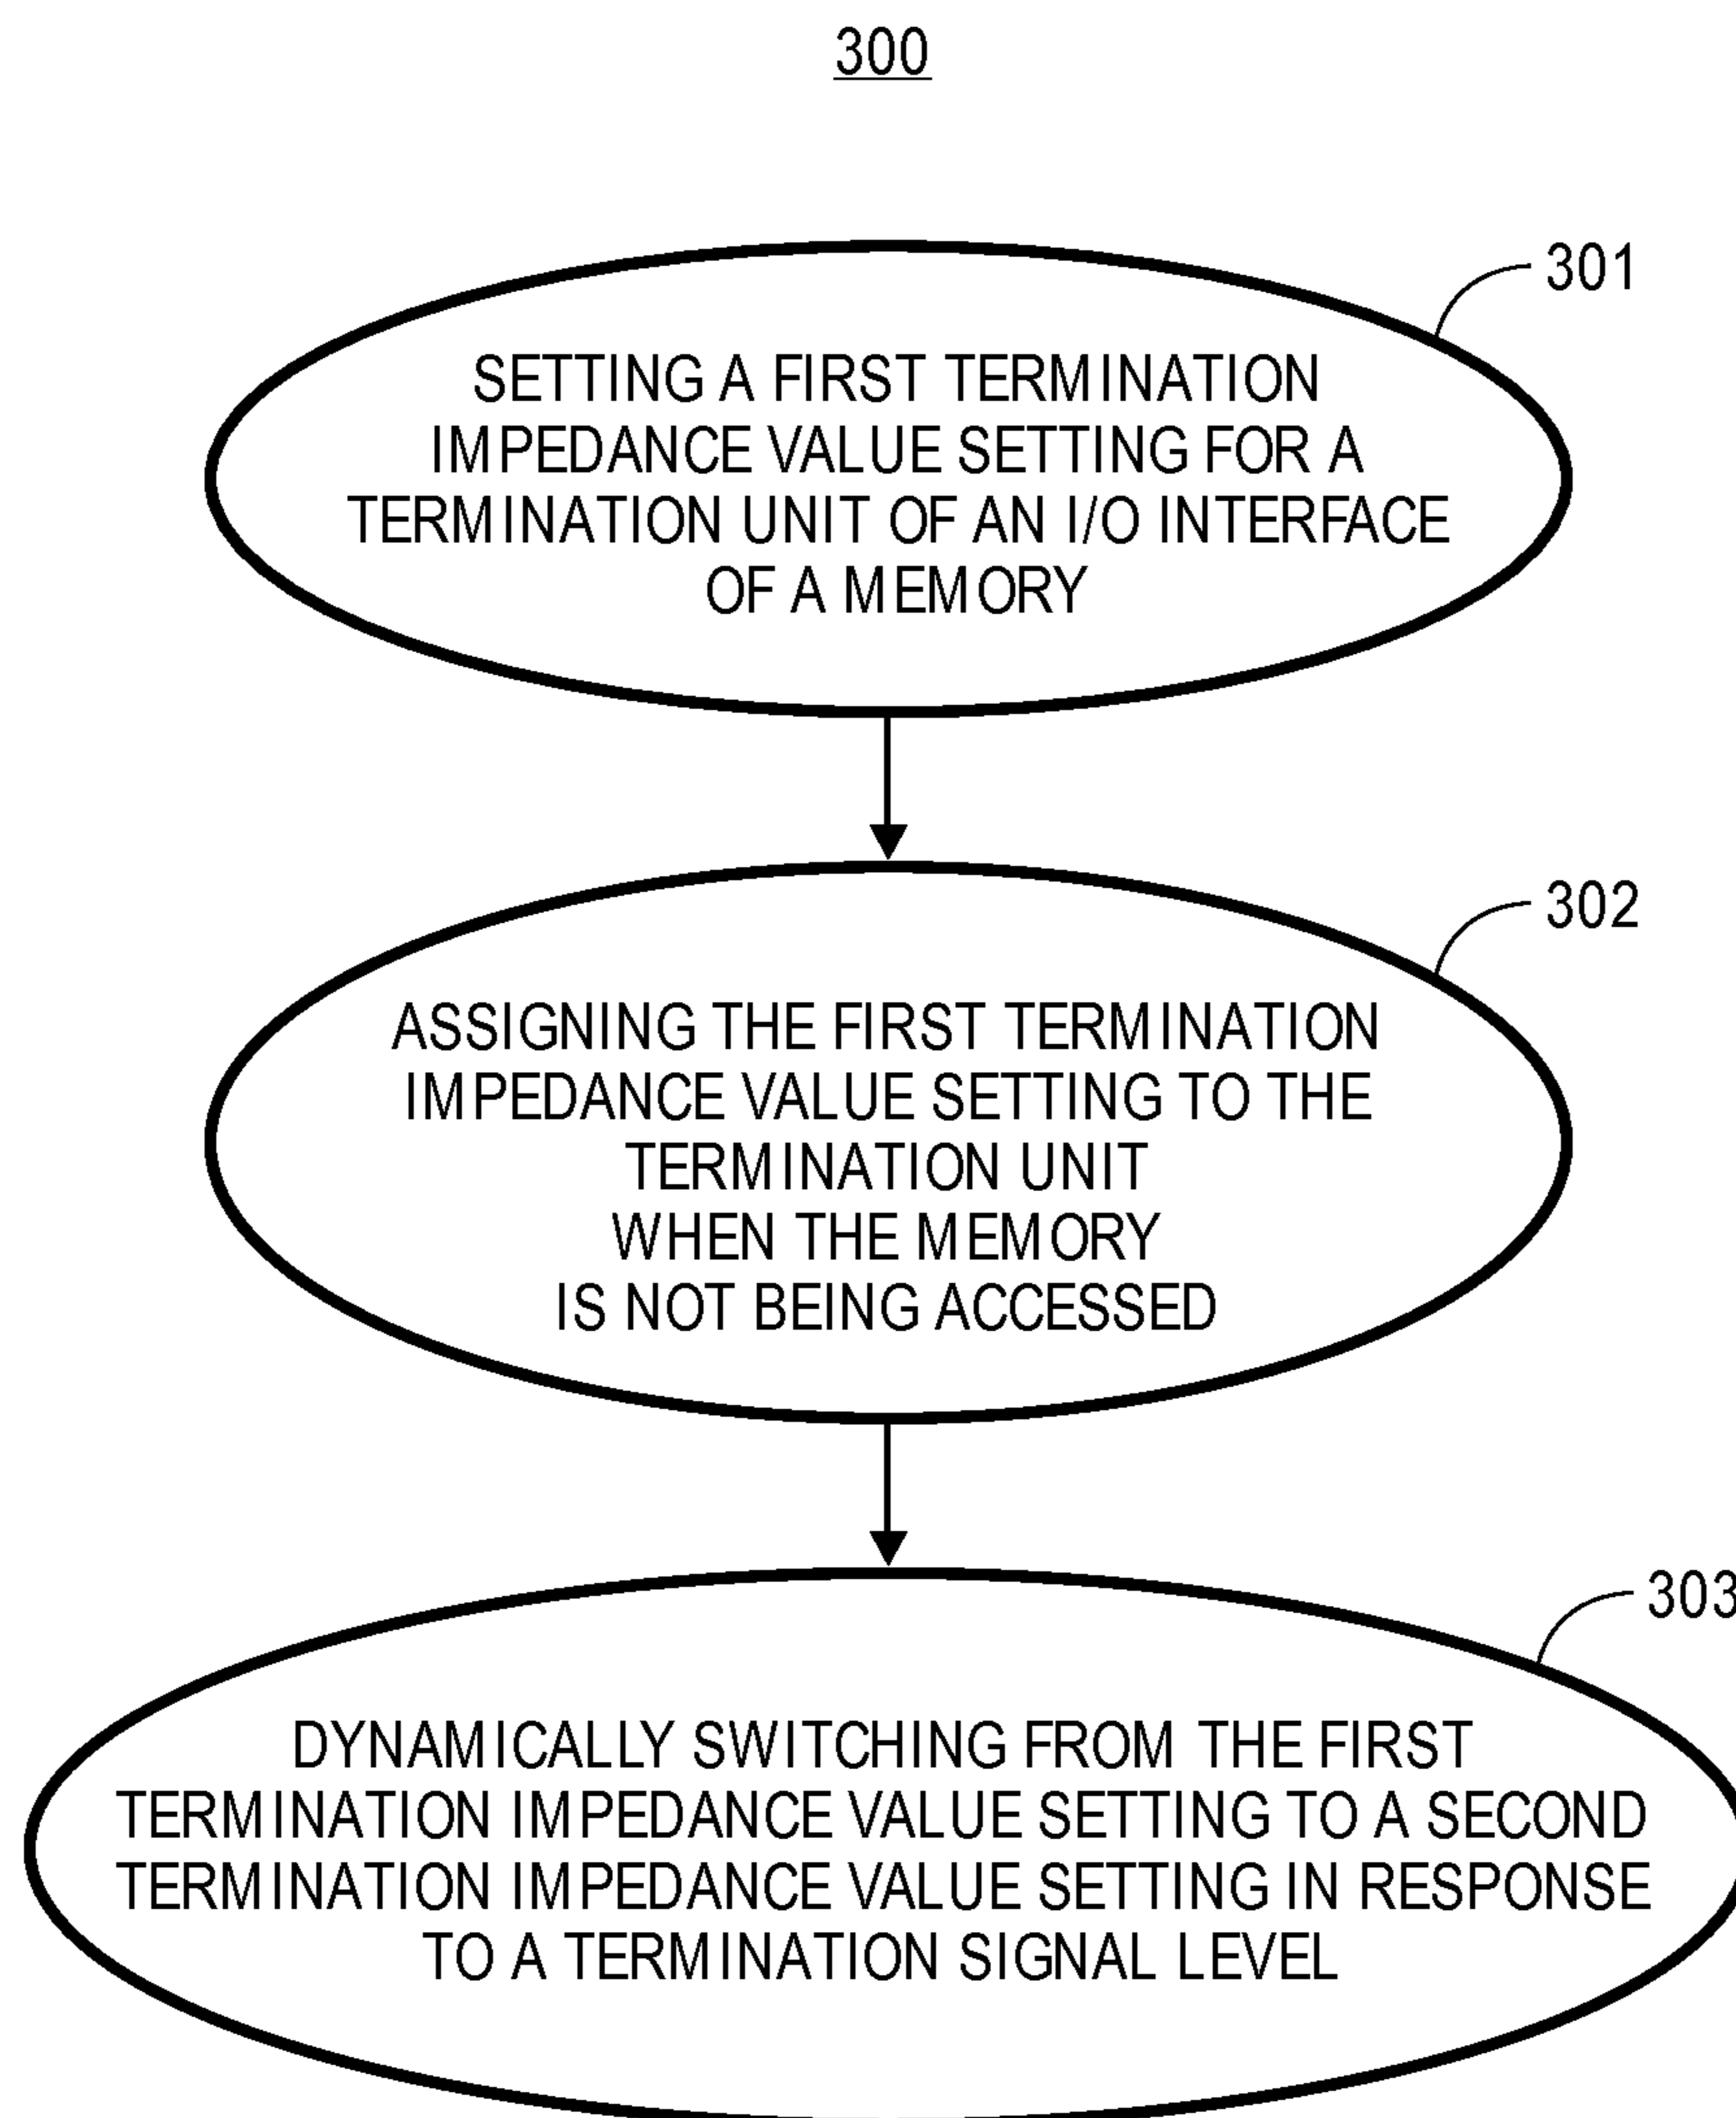 300
301
SETTING A FIRST TERMINATION
IMPEDANCE VALUE SETTING FOR A
TERMINATION UNIT OF AN I/O INTERFACE
OF A MEMORY
302
ASSIGNING THE FIRST TERMINATION
IMPEDANCE VALUE SETTING TO THE
TERMINATION UNIT
WHEN THE MEMORY
IS NOT BEING ACCESSED
303
DYNAMICALLY SWITCHING FROM THE FIRST
TERMINATION IMPEDANCE VALUE SETTING TO A SECOND
TERMINATION IMPEDANCE VALUE SETTING IN RESPONSE
TO A TERMINATION SIGNAL LEVEL